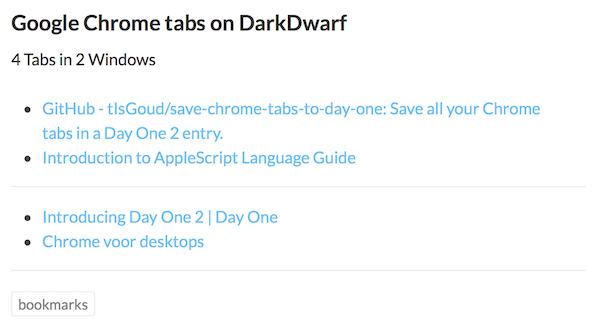 Google Chrome tabs on DarkDwarf
4 Tabs in 2 Windows
GitHub - tIsGoud/save-chrome-tabs-to-day-one: Save all your Chrome
tabs in a Day One 2 entry.
Introduction to AppleScript Language Guide
Introducing Day One 2 | Day One
Chrome voor desktops
bookmarks